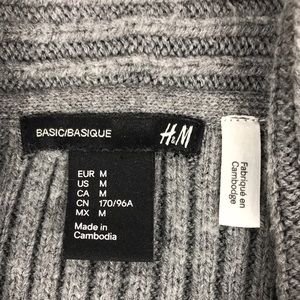 BASIC/BASIQUE H&M
EUR M
US M
CA M
CN 170/96A
MX M
Made in
Cambodia
Fabriqué en
Cambodge